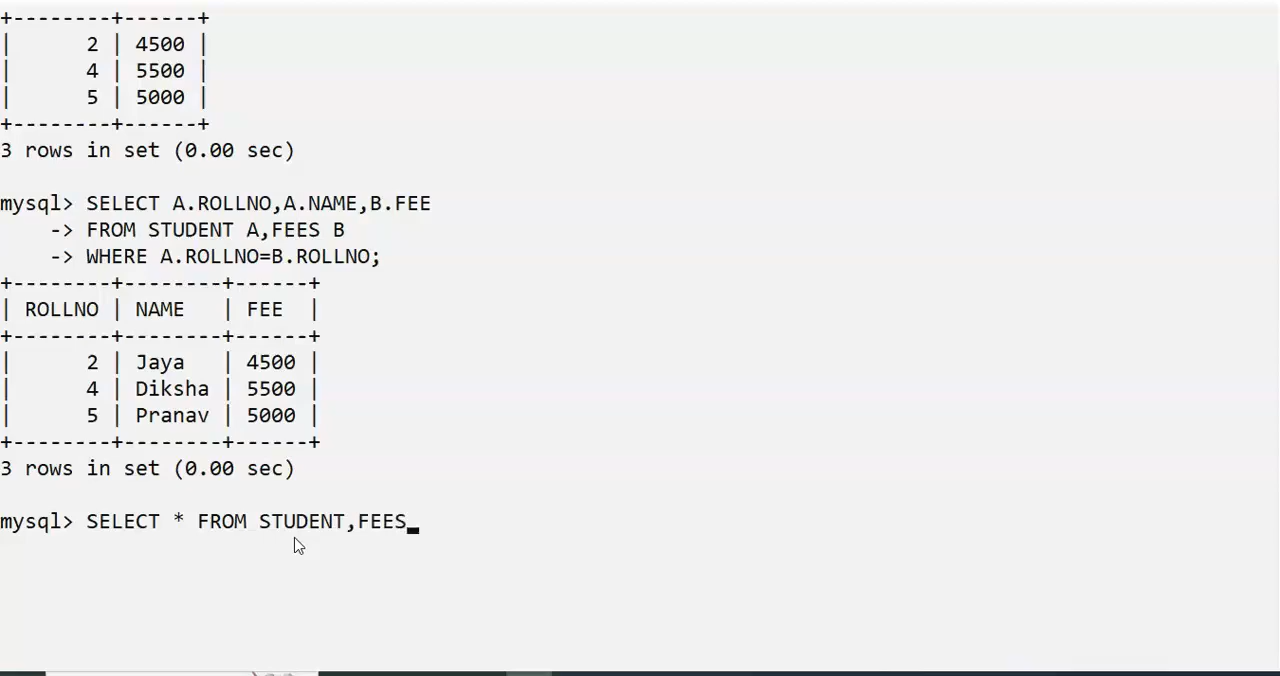 +--------+------+
|      2 | 4500 |
|      4 | 5500 |
|      5 | 5000 |
+--------+------+
3 rows in set (0.00 sec)
mysql> SELECT A.ROLLNO,A.NAME,B.FEE
    -> FROM STUDENT A,FEES B
    -> WHERE A.ROLLNO=B.ROLLNO;
+--------+--------+------+
| ROLLNO | NAME   | FEE  |
+--------+--------+------+
|      2 | Jaya   | 4500 |
|      4 | Diksha | 5500 |
|      5 | Pranav | 5000 |
+--------+--------+------+
3 rows in set (0.00 sec)
mysql> SELECT * FROM STUDENT,FEES